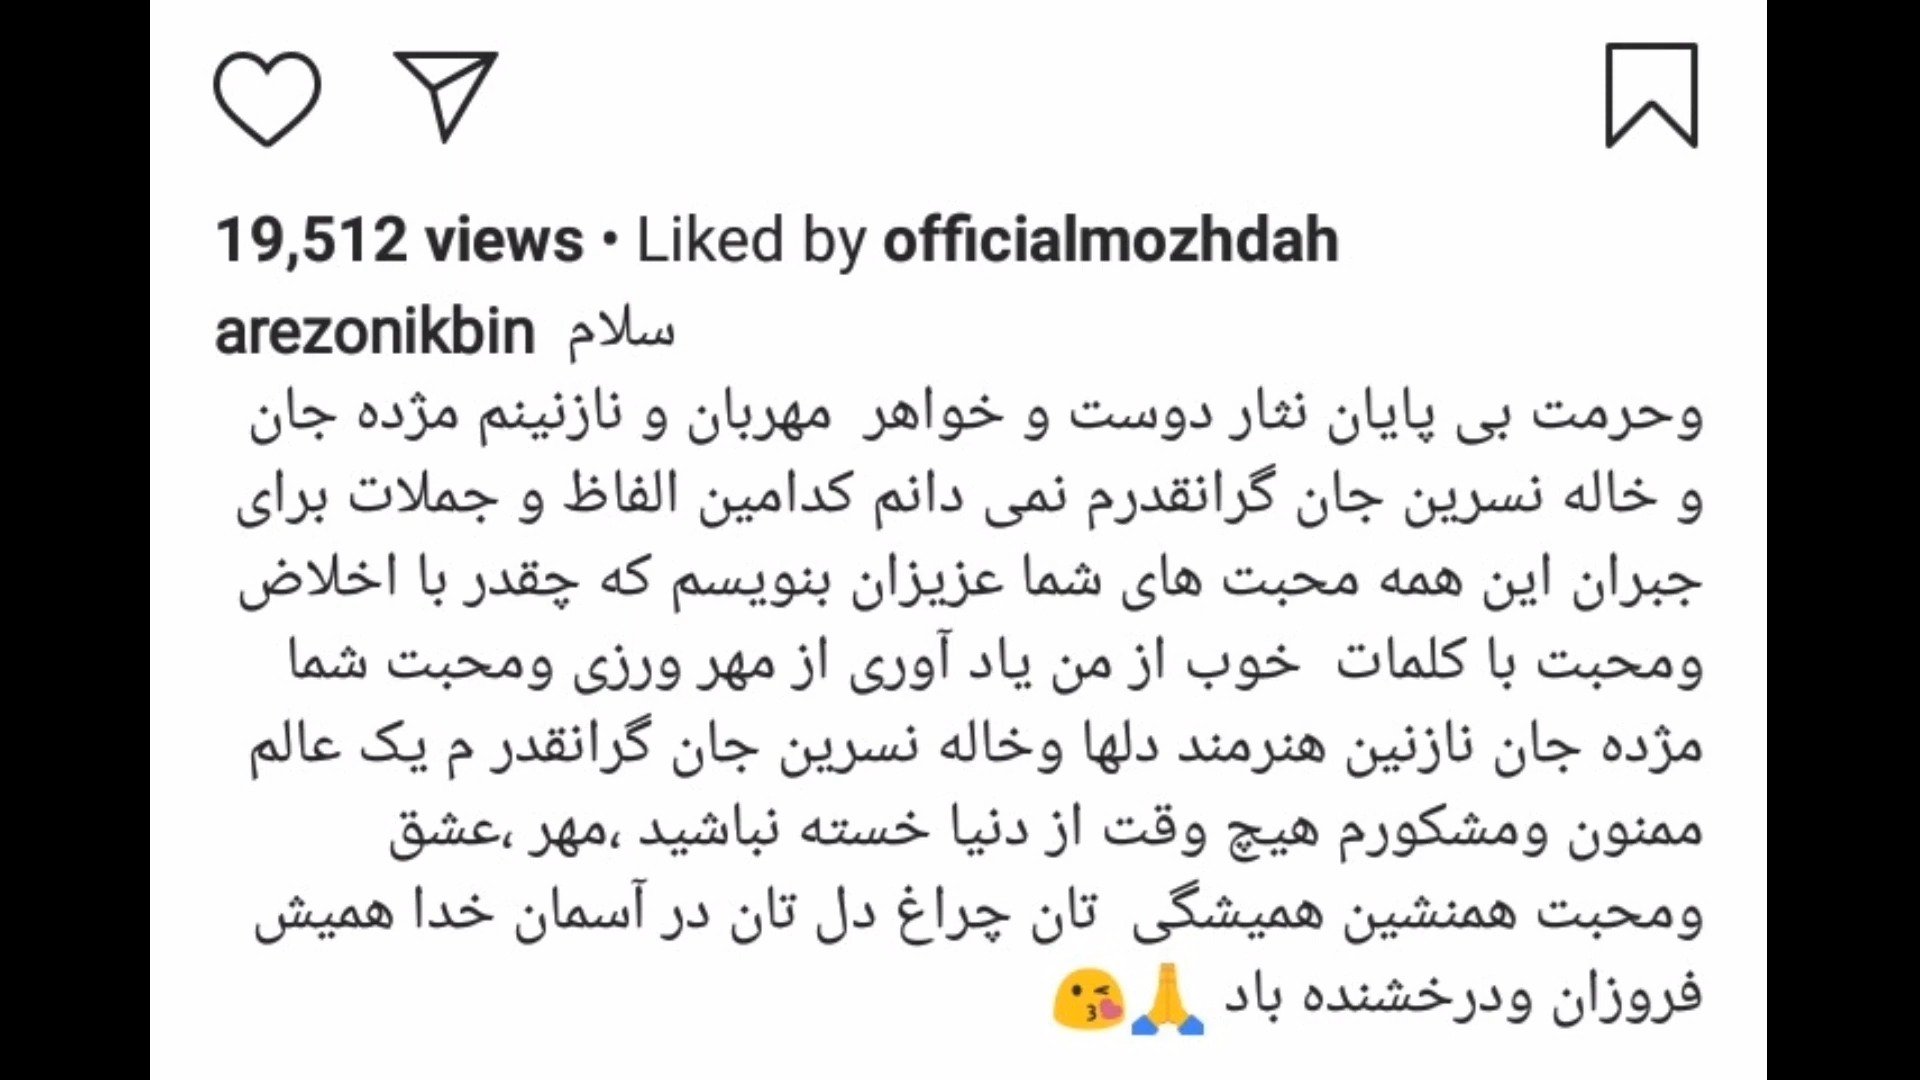 19,512 views • Liked by officialmozhdah
arezonikbin سلام
وحرمت بی پایان نثار دوست و خواهر مهربان و نازنینم مژده جان
و خاله نسرین جان گرانقدرم نمی دانم کدامین الفاظ و جملات برای
جبران این همه محبت های شما عزیزان بنویسم که چقدر با اخلاض
ومحبت با کلمات خوب از من یاد آوری از مهر ورزی ومحبت شما
مژده جان نازنین هنرمند دلها وخاله نسرین جان گرانقدر م یک عالم
ممنون ومشکورم هیچ وقت از دنیا خسته نباشید ،مهر ،عشق
ومحبت همنشین همیشگی تان چراغ دل تان در آسمان خدا همیش
فروزان ودرخشنده باد 🙏😘